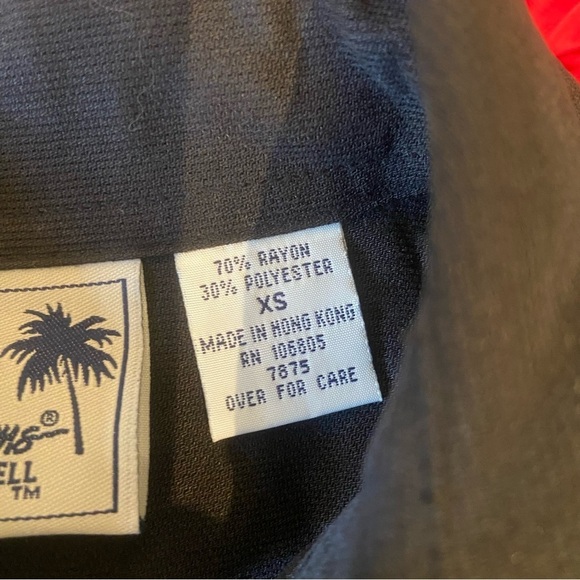 70% RAYON
30% POLYESTER
XS
MADE IN HONG KONG
RN 106805
7875
OVER FOR CARE
®
ELL
TM